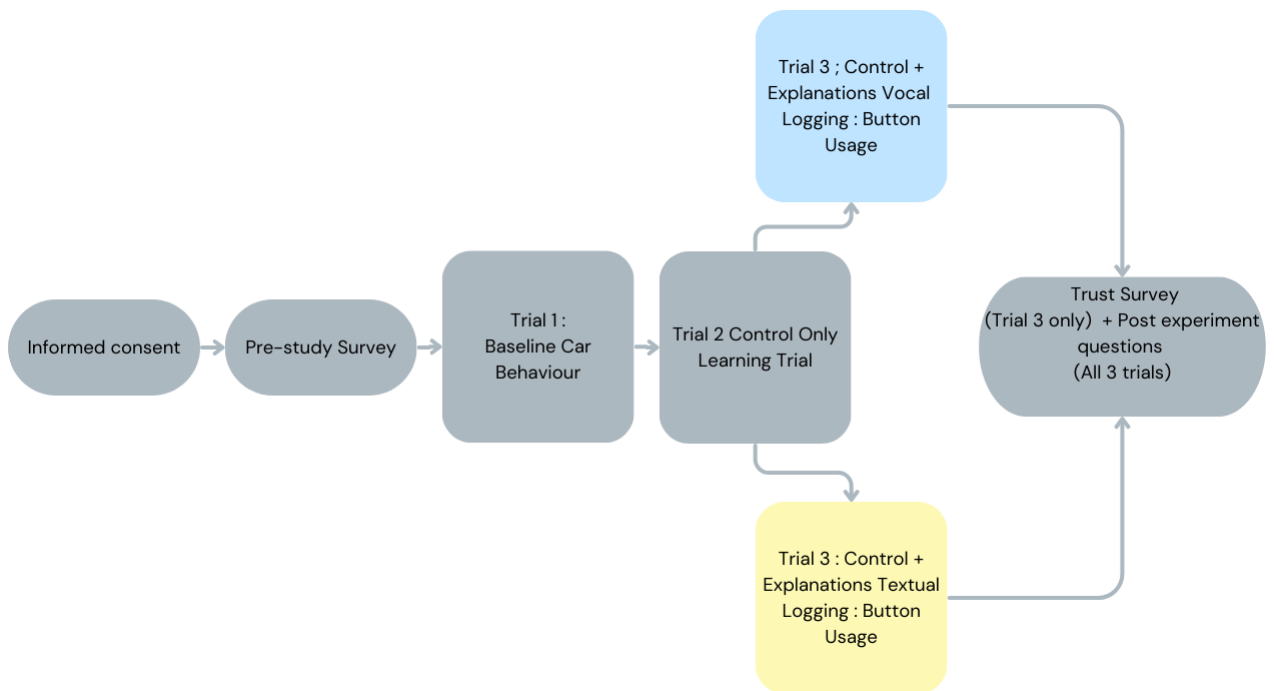 Informed consent
Pre-study Survey
Trial 1 :
Baseline Car
Behaviour
Trial 2 Control Only
Learning Trial
Trial 3 ; Control +
Explanations Vocal
Logging : Button
Usage
Trial 3 : Control +
Explanations Textual
Logging : Button
Usage
Trust Survey
(Trial 3 only) + Post experiment
questions
(All 3 trials)